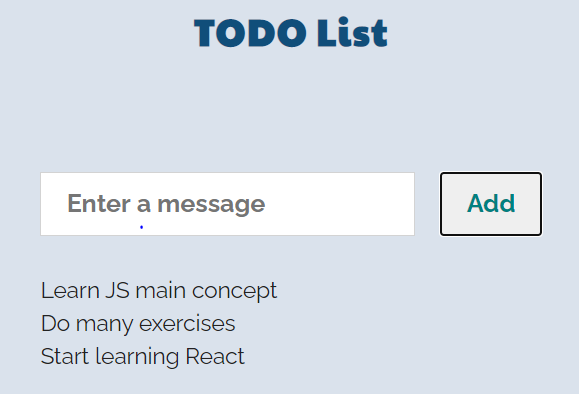 TODO List
Enter a message
Add
Learn JS main concept
Do many exercises
Start learning React